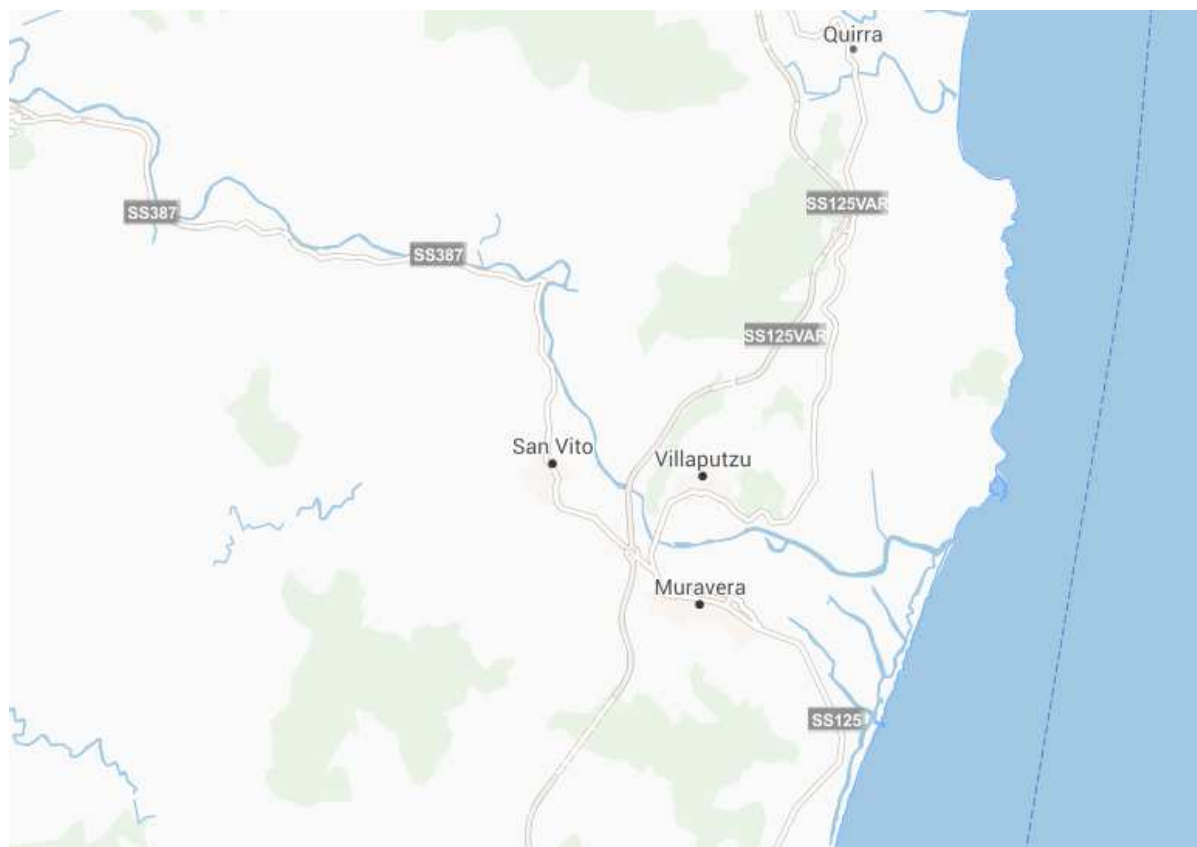 Quirra
SS125VAR
SS387
SS387
SS125VAR
San Vito
Villaputzu
Muravera
SS125